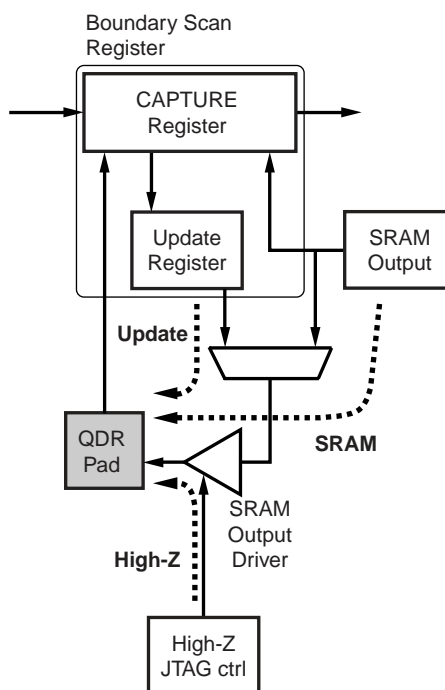 Boundary Scan
Register
CAPTURE
Register
Update
Register
SRAM
Output
Update
SRAM
QDR
Pad
SRAM
Output
Driver
High-Z
High-Z
JTAG ctrl